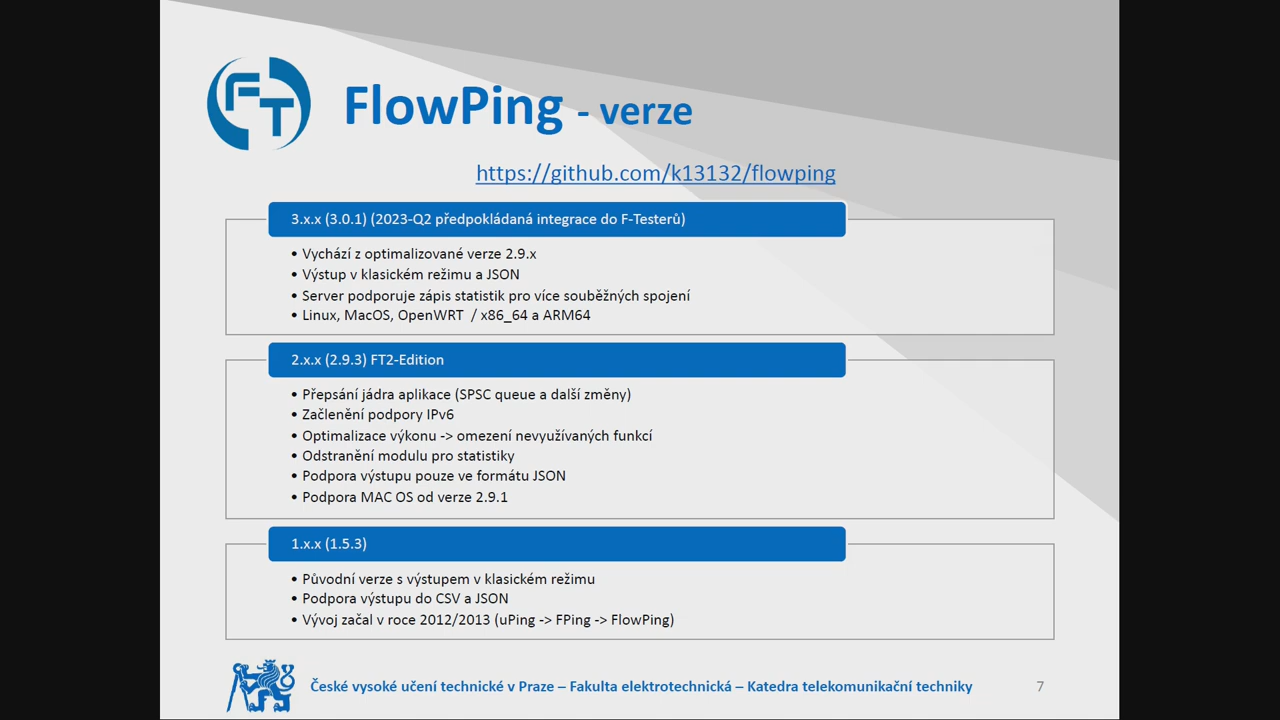 FT
FlowPing - verze
https://github.com/k13132/flowping
3.x.x (3.0.1) (2023-Q2 předpokládaná integrace do F-Testerů)
• Vychází z optimalizované verze 2.9.x
• Výstup v klasickém režimu a JSON
• Server podporuje zápis statistik pro více souběžných spojení
• Linux, MacOS, OpenWRT / x86_64 a ARM64
2.x.x (2.9.3) FT2-Edition
• Přepsání jádra aplikace (SPSC queue a další změny)
• Začlenění podpory IPv6
• Optimalizace výkonu -> omezení nevyužívaných funkcí
• Odstranění modulu pro statistiky
• Podpora výstupu pouze ve formátu JSON
• Podpora MAC OS od verze 2.9.1
1.x.x (1.5.3)
• Původní verze s výstupem v klasickém režimu
• Podpora výstupu do CSV a JSON
• Vývoj začal v roce 2012/2013 (uPing -> FPing -> FlowPing)
České vysoké učení technické v Praze – Fakulta elektrotechnická – Katedra telekomunikační techniky
7